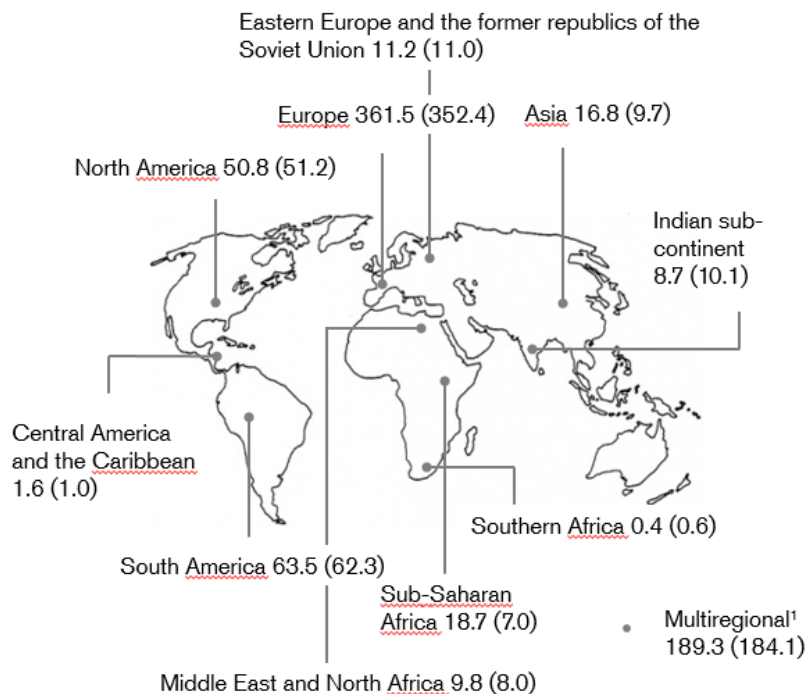 Eastern Europe and the former republics of the
Soviet Union 11.2 (11.0)
Europe 361.5 (352.4)
Asia 16.8 (9.7)
North America 50.8 (51.2)
Indian sub-
continent
8.7 (10.1)
Central America
and the Caribbean
1.6 (1.0)
Southern Africa 0.4 (0.6)
South America 63.5 (62.3)
Sub-Saharan
Africa 18.7 (7.0)
Multiregional¹
189.3 (184.1)
Middle East and North Africa 9.8 (8.0)